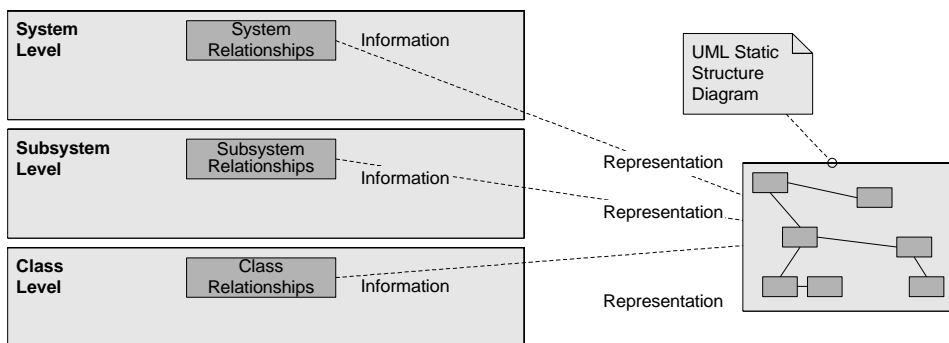 System
Level
System
Relationships
Information
UML Static
Structure
Diagram
Subsystem
Level
Subsystem
Relationships
Information
Representation
Representation
Class
Level
Class
Relationships
Information
Representation